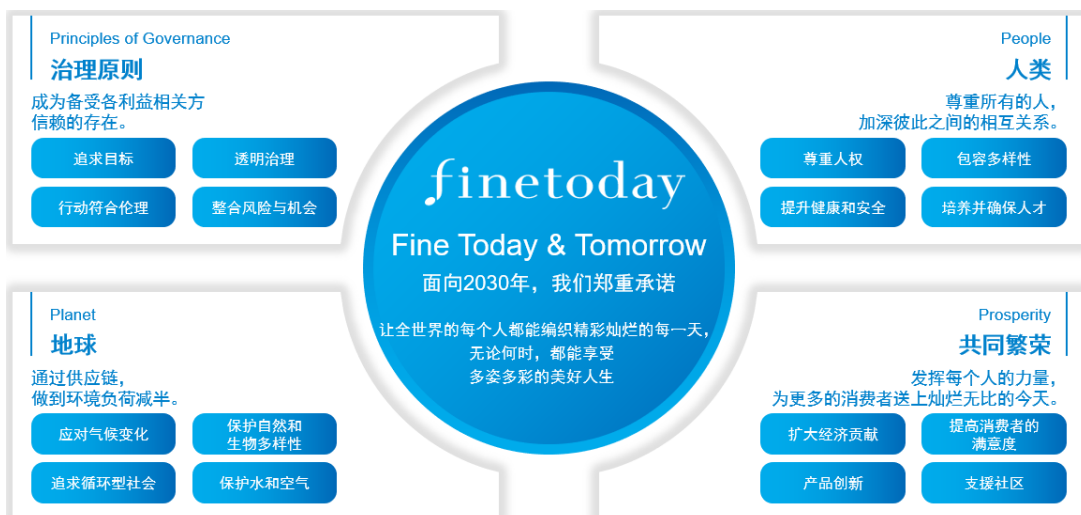 Principles of Governance
治理原则
成为备受各利益相关方
信赖的存在。
追求目标
透明治理
行动符合伦理
整合风险与机会
People
人类
尊重所有的人，
加深彼此之间的相互关系。
尊重人权
包容多样性
提升健康和安全
培养并确保人才
finetoday
Fine Today & Tomorrow
面向2030年，我们郑重承诺
让全世界的每个人都能编织精彩灿烂的每一天，
无论何时，都能享受
多姿多彩的美好人生
Planet
地球
通过供应链，
做到环境负荷减半。
应对气候变化
保护自然和
生物多样性
追求循环型社会
保护水和空气
Prosperity
共同繁荣
发挥每个人的力量，
为更多的消费者送上灿烂无比的今天。
扩大经济贡献
提高消费者的
满意度
产品创新
支援社区